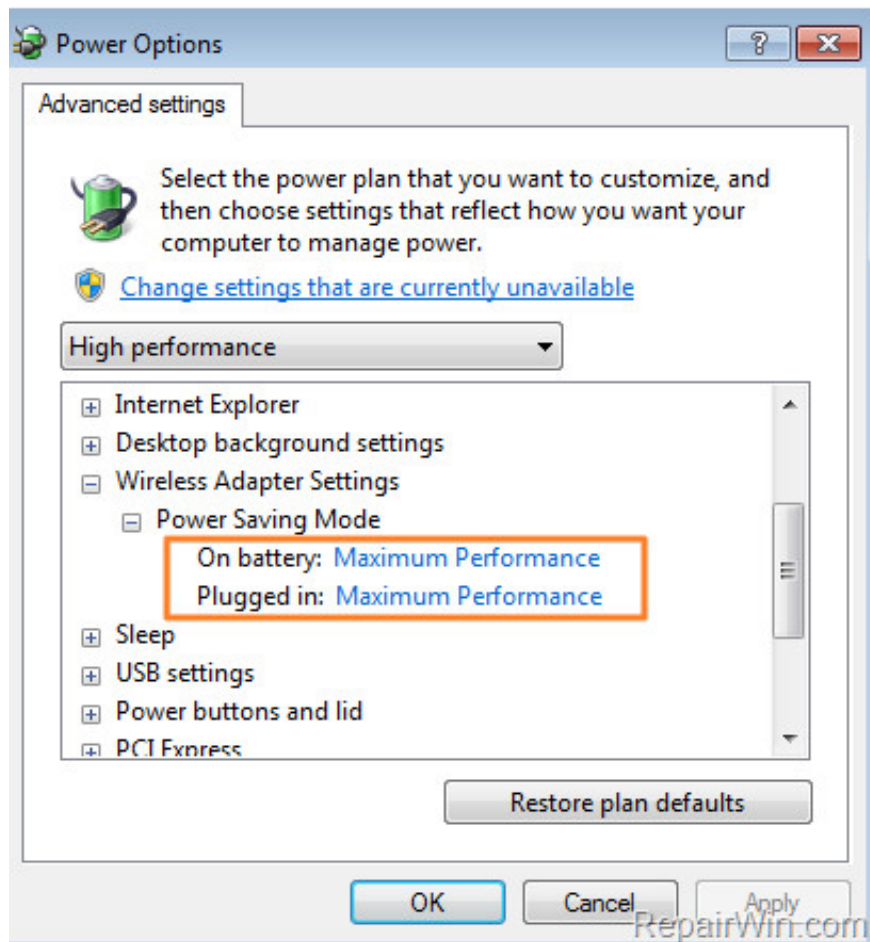 Power Options
Advanced settings
Select the power plan that you want to customize, and
then choose settings that reflect how you want your
computer to manage power.
Change settings that are currently unavailable
High performance
Internet Explorer
Desktop background settings
Wireless Adapter Settings
Power Saving Mode
On battery: Maximum Performance
Plugged in: Maximum Performance
Sleep
USB settings
Power buttons and lid
PCI Express
Restore plan defaults
OK Cancel Apply
RepairWin.com